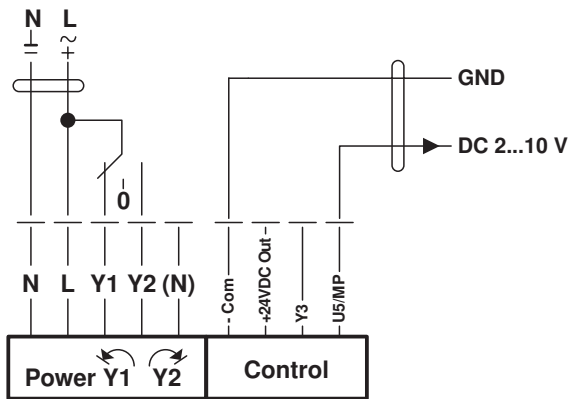 N L
~
+
GND
DC 2...10 V
0
N L Y1 Y2 (N)
- Com
+24VDC Out -
Y3
U5/MP
Power Y1 Y2
Control